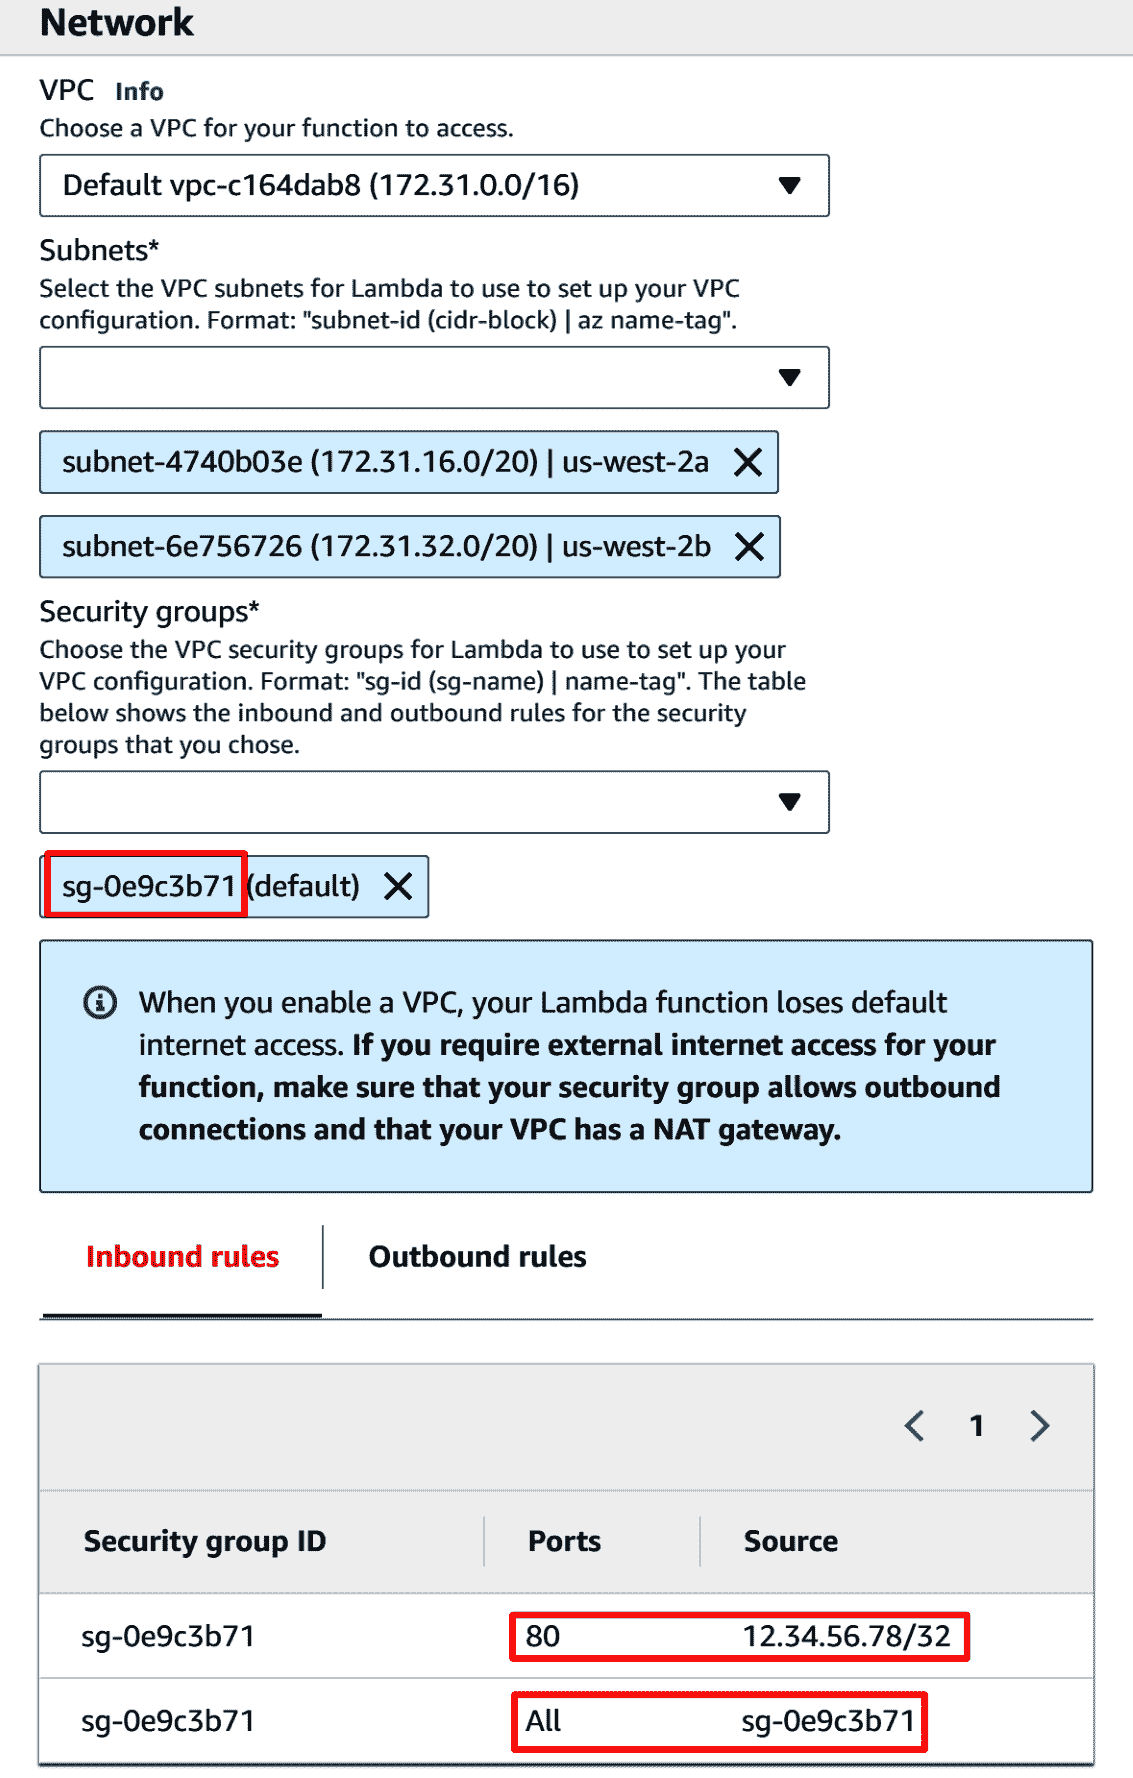 Network
VPC Info
Choose a VPC for your function to access.
Default vpc-c164dab8 (172.31.0.0/16)
Subnets*
Select the VPC subnets for Lambda to use to set up your VPC
configuration. Format: "subnet-id (cidr-block) | az name-tag".
subnet-4740b03e (172.31.16.0/20) | us-west-2a
subnet-6e756726 (172.31.32.0/20) | us-west-2b
Security groups*
Choose the VPC security groups for Lambda to use to set up your
VPC configuration. Format: "sg-id (sg-name) | name-tag". The table
below shows the inbound and outbound rules for the security
groups that you chose.
sg-0e9c3b71 (default)
When you enable a VPC, your Lambda function loses default
internet access. If you require external internet access for your
function, make sure that your security group allows outbound
connections and that your VPC has a NAT gateway.
Inbound rules Outbound rules
1
Security group ID Ports Source
sg-0e9c3b71 80 12.34.56.78/32
sg-0e9c3b71 All sg-0e9c3b71